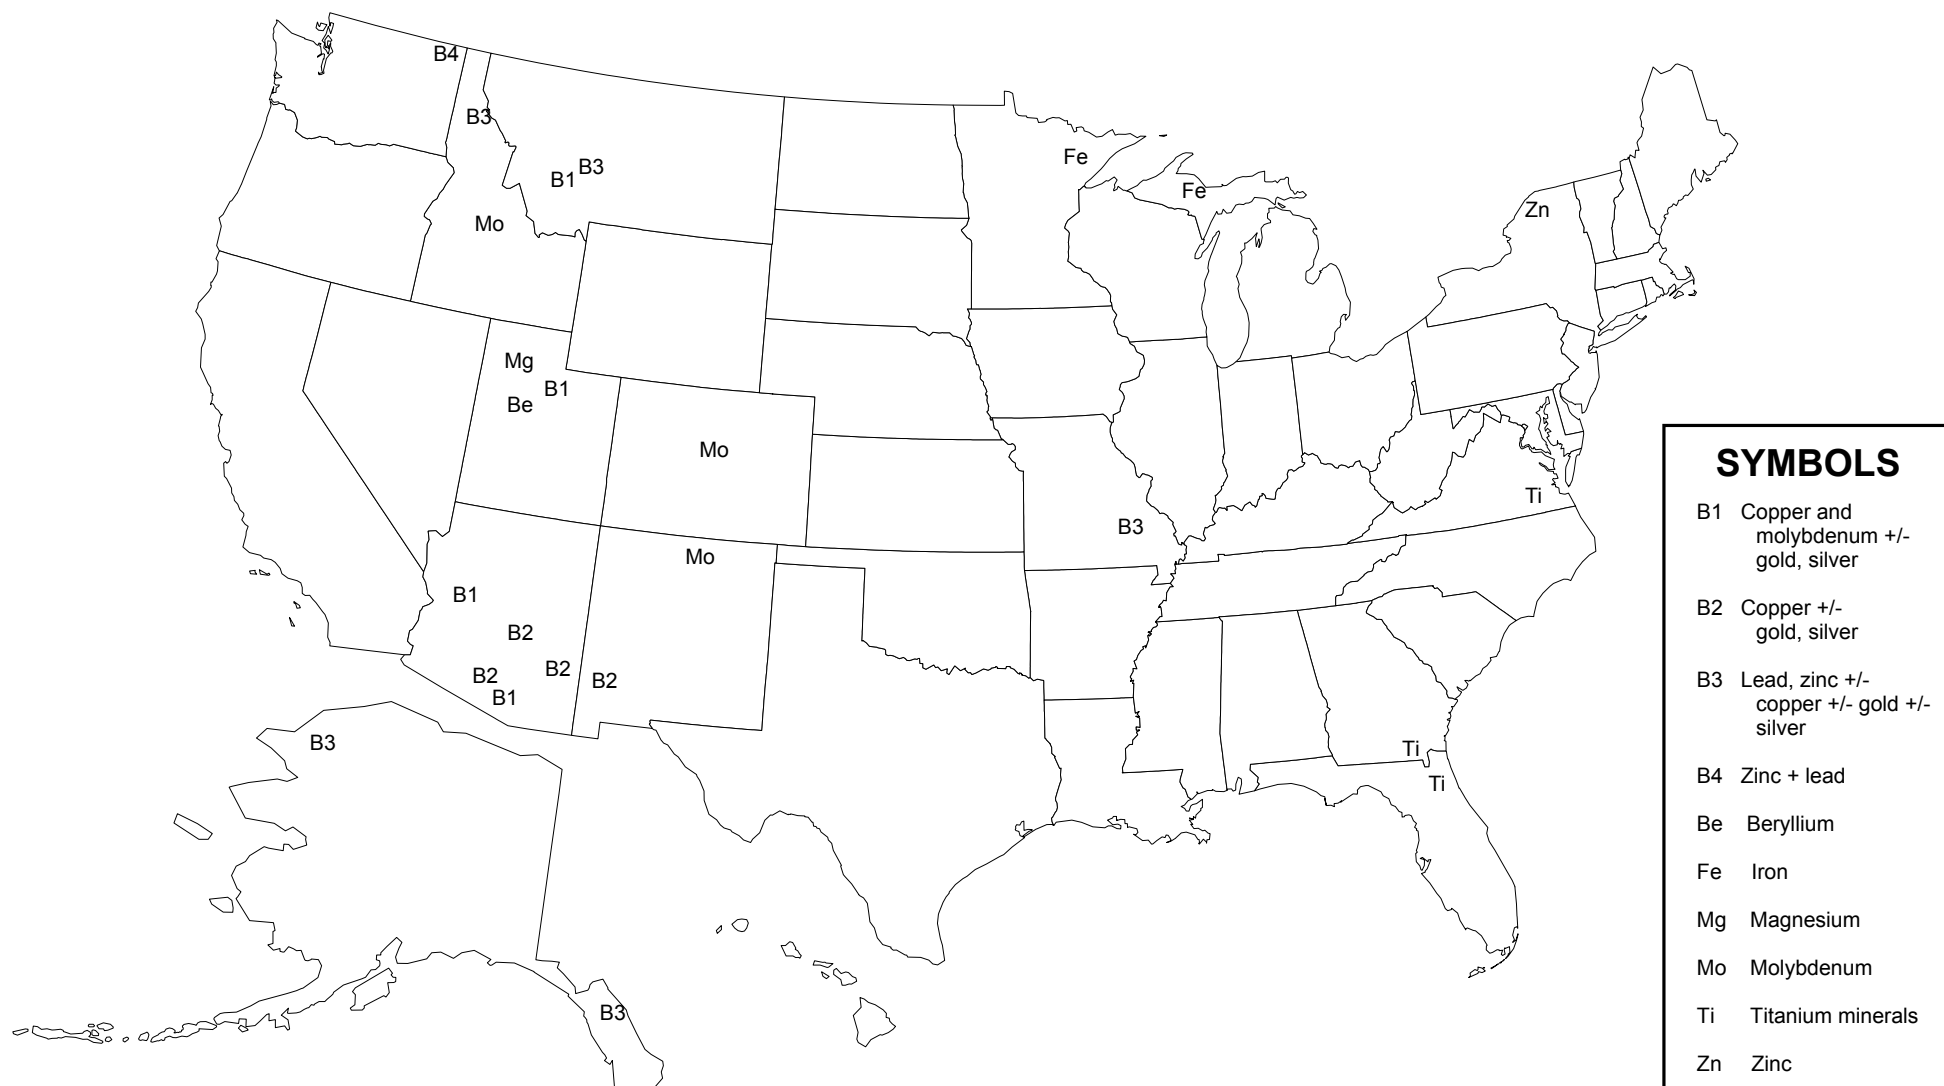 B4
B3
B1
B3
Mo
Fe
Fe
Zn
Mg
B1
Be
Mo
B3
Ti
Mo
B1
B2
B2
B2
B2
B1
B3
Ti
Ti
B3
SYMBOLS
B1 Copper and
molybdenum +/-
gold, silver
B2 Copper +/-
gold, silver
B3 Lead, zinc +/-
copper +/- gold +/-
silver
B4 Zinc + lead
Be Beryllium
Fe Iron
Mg Magnesium
Mo Molybdenum
Ti Titanium minerals
Zn Zinc